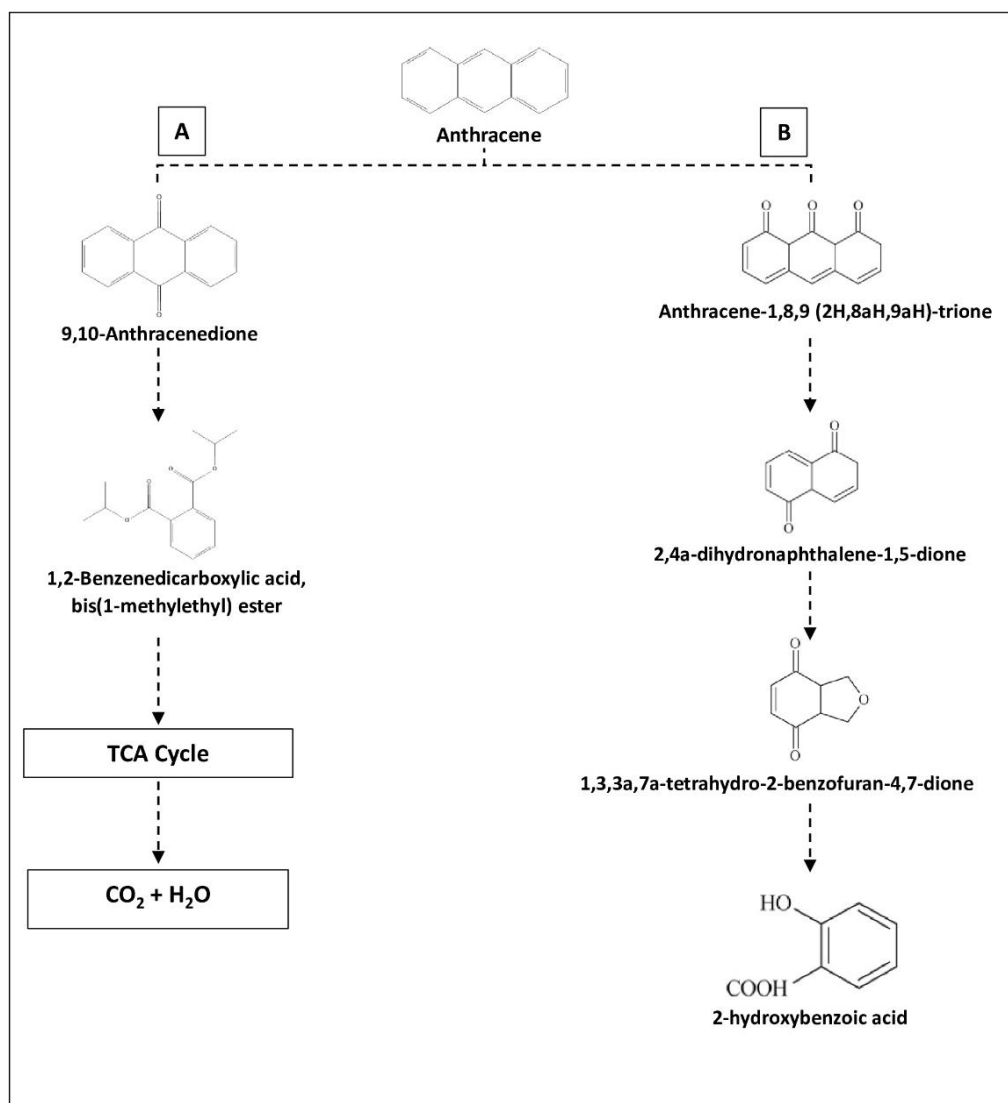 Anthracene
A
B
O
O
9,10-Anthracenedione
O O O
Anthracene-1,8,9 (2H,8aH,9aH)-trione
O
O
O
O
1,2-Benzenedicarboxylic acid,
bis(1-methylethyl) ester
O
O
2,4a-dihydronaphthalene-1,5-dione
TCA Cycle
O
O
O
1,3,3a,7a-tetrahydro-2-benzofuran-4,7-dione
CO₂ + H₂O
HO
COOH
2-hydroxybenzoic acid